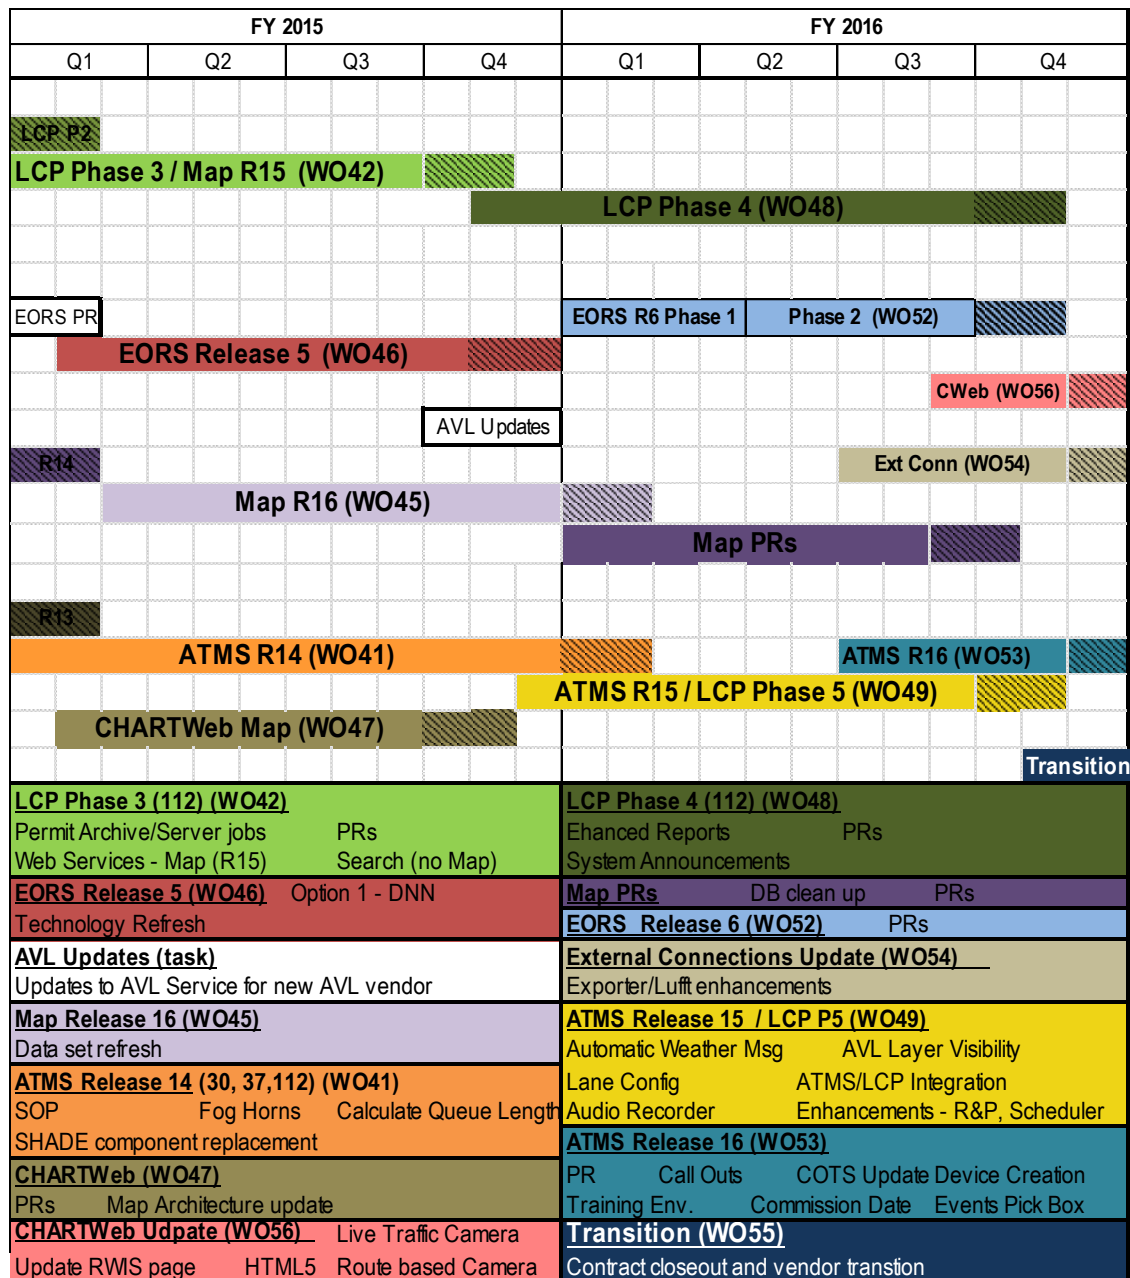 FY 2015 FY 2016
Q1 Q2 Q3 Q4 Q1 Q2 Q3 Q4
LCP P2
LCP Phase 3 / Map R15 (WO42)
LCP Phase 4 (WO48)
EORS PR EORS R6 Phase 1 Phase 2 (WO52)
EORS Release 5 (WO46)
CWeb (WO56)
AVL Updates
R14 Ext Conn (WO54)
Map R16 (WO45)
Map PRs
R13
ATMS R14 (WO41) ATMS R16 (WO53)
ATMS R15 / LCP Phase 5 (WO49)
CHARTWeb Map (WO47)
Transition
LCP Phase 3 (112) (WO42)
Permit Archive/Server jobs PRs
Web Services - Map (R15) Search (no Map)
EORS Release 5 (WO46) Option 1 - DNN
Technology Refresh
AVL Updates (task)
Updates to AVL Service for new AVL vendor
Map Release 16 (WO45)
Data set refresh
ATMS Release 14 (30, 37,112) (WO41)
SOP Fog Horns Calculate Queue Length
SHADE component replacement
CHARTWeb (WO47)
PRs Map Architecture update
CHARTWeb Udpate (WO56) Live Traffic Camera
Update RWIS page HTML5 Route based Camera
LCP Phase 4 (112) (WO48)
Ehanced Reports PRs
System Announcements
Map PRs DB clean up PRs
EORS Release 6 (WO52) PRs
External Connections Update (WO54)
Exporter/Lufft enhancements
ATMS Release 15 / LCP P5 (WO49)
Automatic Weather Msg AVL Layer Visibility
Lane Config ATMS/LCP Integration
Audio Recorder Enhancements - R&P, Scheduler
ATMS Release 16 (WO53)
PR Call Outs COTS Update Device Creation
Training Env. Commission Date Events Pick Box
Transition (WO55)
Contract closeout and vendor transtion